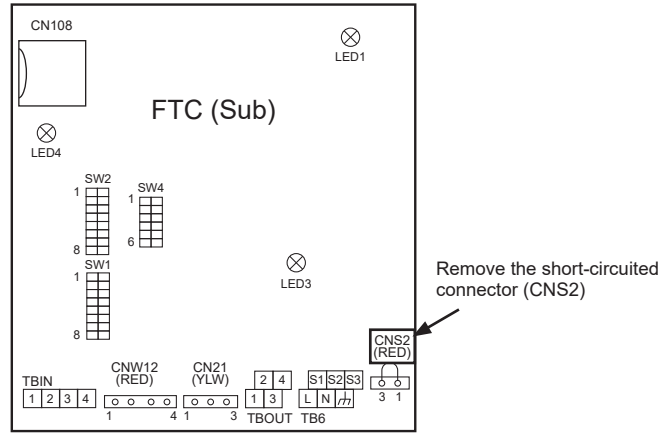 CN108
LED1
FTC (Sub)
LED4
SW2
1
8
SW4
1
6
SW1
1
8
LED3
Remove the short-circuited
connector (CNS2)
CNS2
(RED)
3 1
TBIN
1 2 3 4
CNW12
(RED)
1 4
CN21
(YLW)
1 3
2 4
1 3
TBOUT
S1 S2 S3
L N
TB6